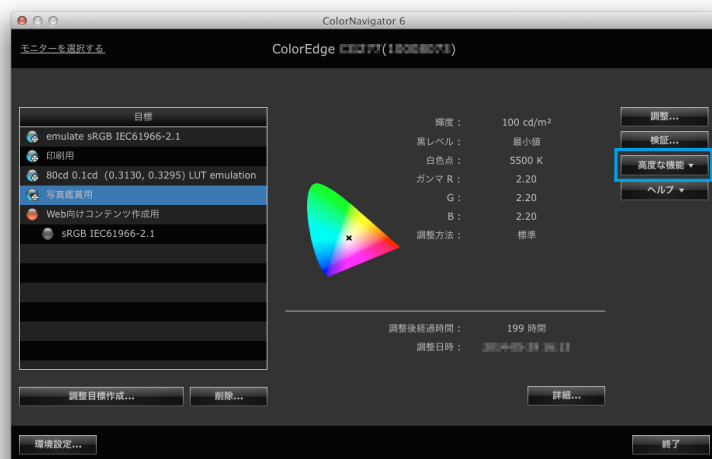 ColorNavigator 6
モニターを選択する
ColorEdge
目標
emulate sRGB IEC61966-2.1
印刷用
80cd 0.1cd (0.3130, 0.3295) LUT emulation
写真鑑賞用
Web向けコンテンツ作成用
sRGB IEC61966-2.1
輝度： 100 cd/m²
黒レベル： 最小値
白色点： 5500 K
ガンマ R： 2.20
G： 2.20
B： 2.20
調整方法： 標準
調整後経過時間： 199 時間
調整日時：
調整...
検証...
高度な機能 ▼
ヘルプ ▼
調整目標作成...
削除...
詳細...
環境設定...
終了